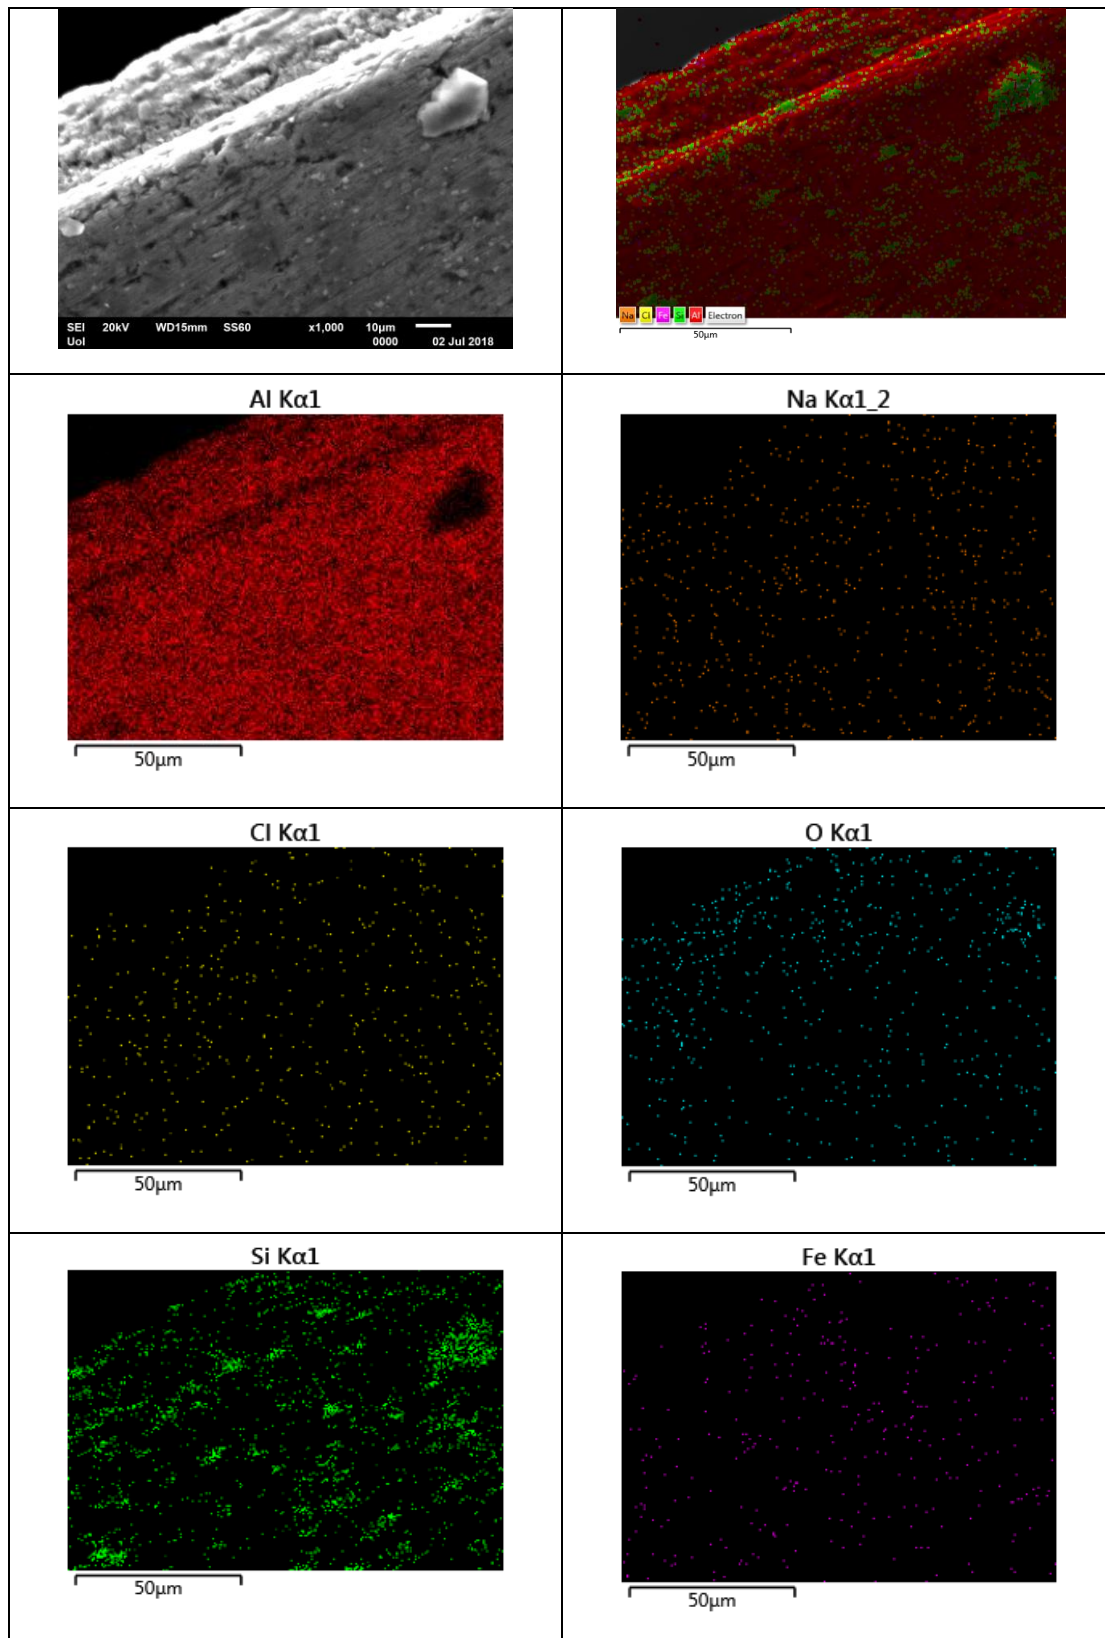 SEI 20kV WD15mm SS60 x1,000 10µm
UoI 0000 02 Jul 2018
Na Cl Fe Si Al Electron
50µm
Al Kα1
Na Kα1_2
50µm
50µm
Cl Kα1
O Kα1
50µm
50µm
Si Kα1
Fe Kα1
50µm
50µm